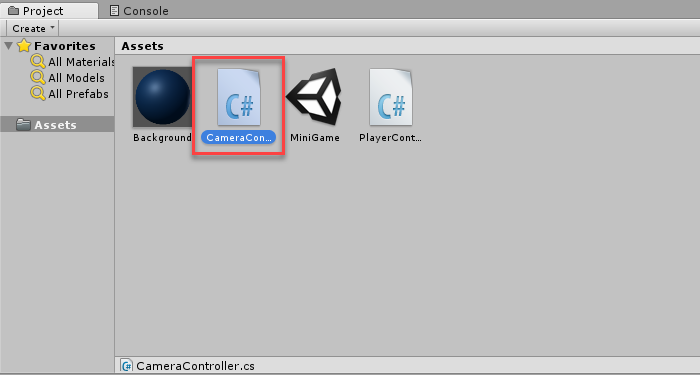 Project
Console
Create
Favorites
All Materials
All Models
All Prefabs
Assets
Assets
C#
C#
Background
CameraCon...
MiniGame
PlayerCont...
CameraController.cs